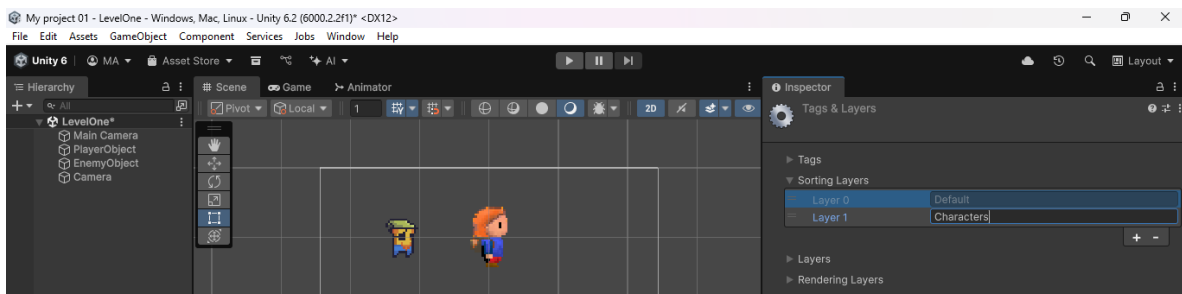 My project 01 - LevelOne - Windows, Mac, Linux - Unity 6.2 (6000.2.2f1)* <DX12>
File Edit Assets GameObject Component Services Jobs Window Help
Unity 6 MA Asset Store AI Layout
Hierarchy Scene Game Animator Inspector
All Pivot Local 1 2D Tags & Layers
LevelOne*
Main Camera
PlayerObject
EnemyObject
Camera
Tags
Sorting Layers
Layer 0 Default
Layer 1 Characters
+ -
Layers
Rendering Layers